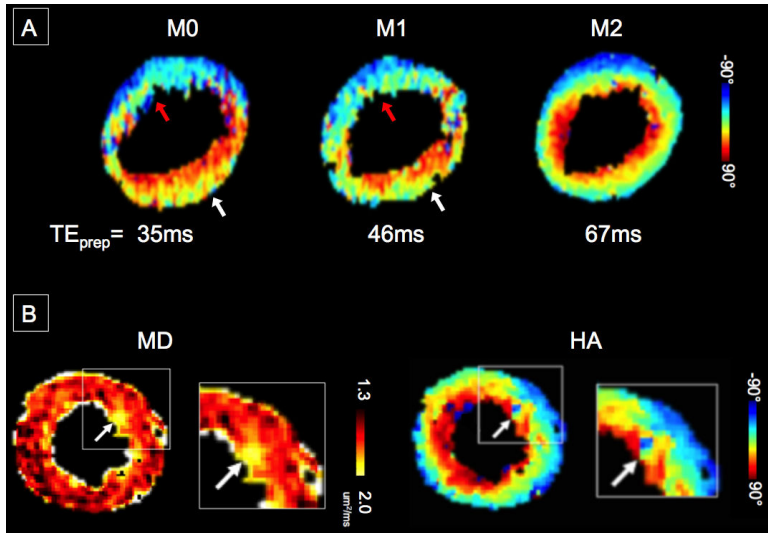 A
M0 M1 M2
-90°
90°
TEprep= 35ms 46ms 67ms
B
MD HA
1.3
2.0
um²/ms
-90°
90°